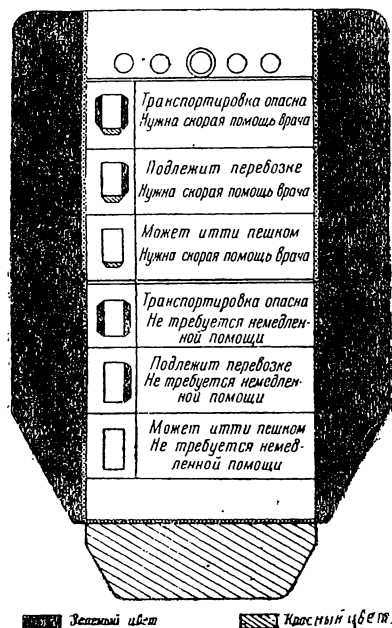 Транспортировка опасна
Нужна скорая помощь врача
Подлежит перевозке
Нужна скорая помощь врача
Может итти пешком
Нужна скорая помощь врача
Транспортировка опасна
Не требуется немедлен-
ной помощи
Подлежит перевозке
Не требуется немедлен-
ной помощи
Может итти пешком
Не требуется немед-
ленной помощи
Зеленый цвет
Красный цвет